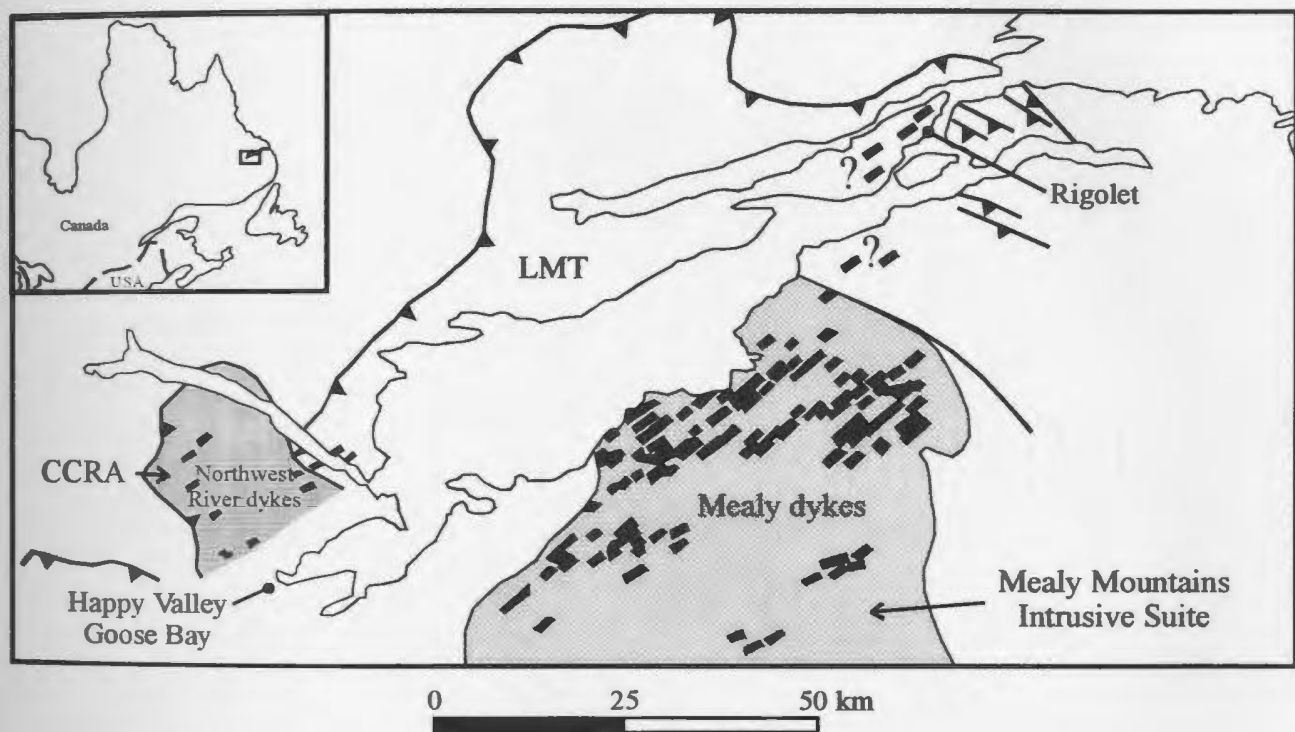 Canada
USA
LMT
?
Rigolet
?
CCRA
Northwest
River dykes
Mealy dykes
Happy Valley
Goose Bay
Mealy Mountains
Intrusive Suite
0 25 50 km